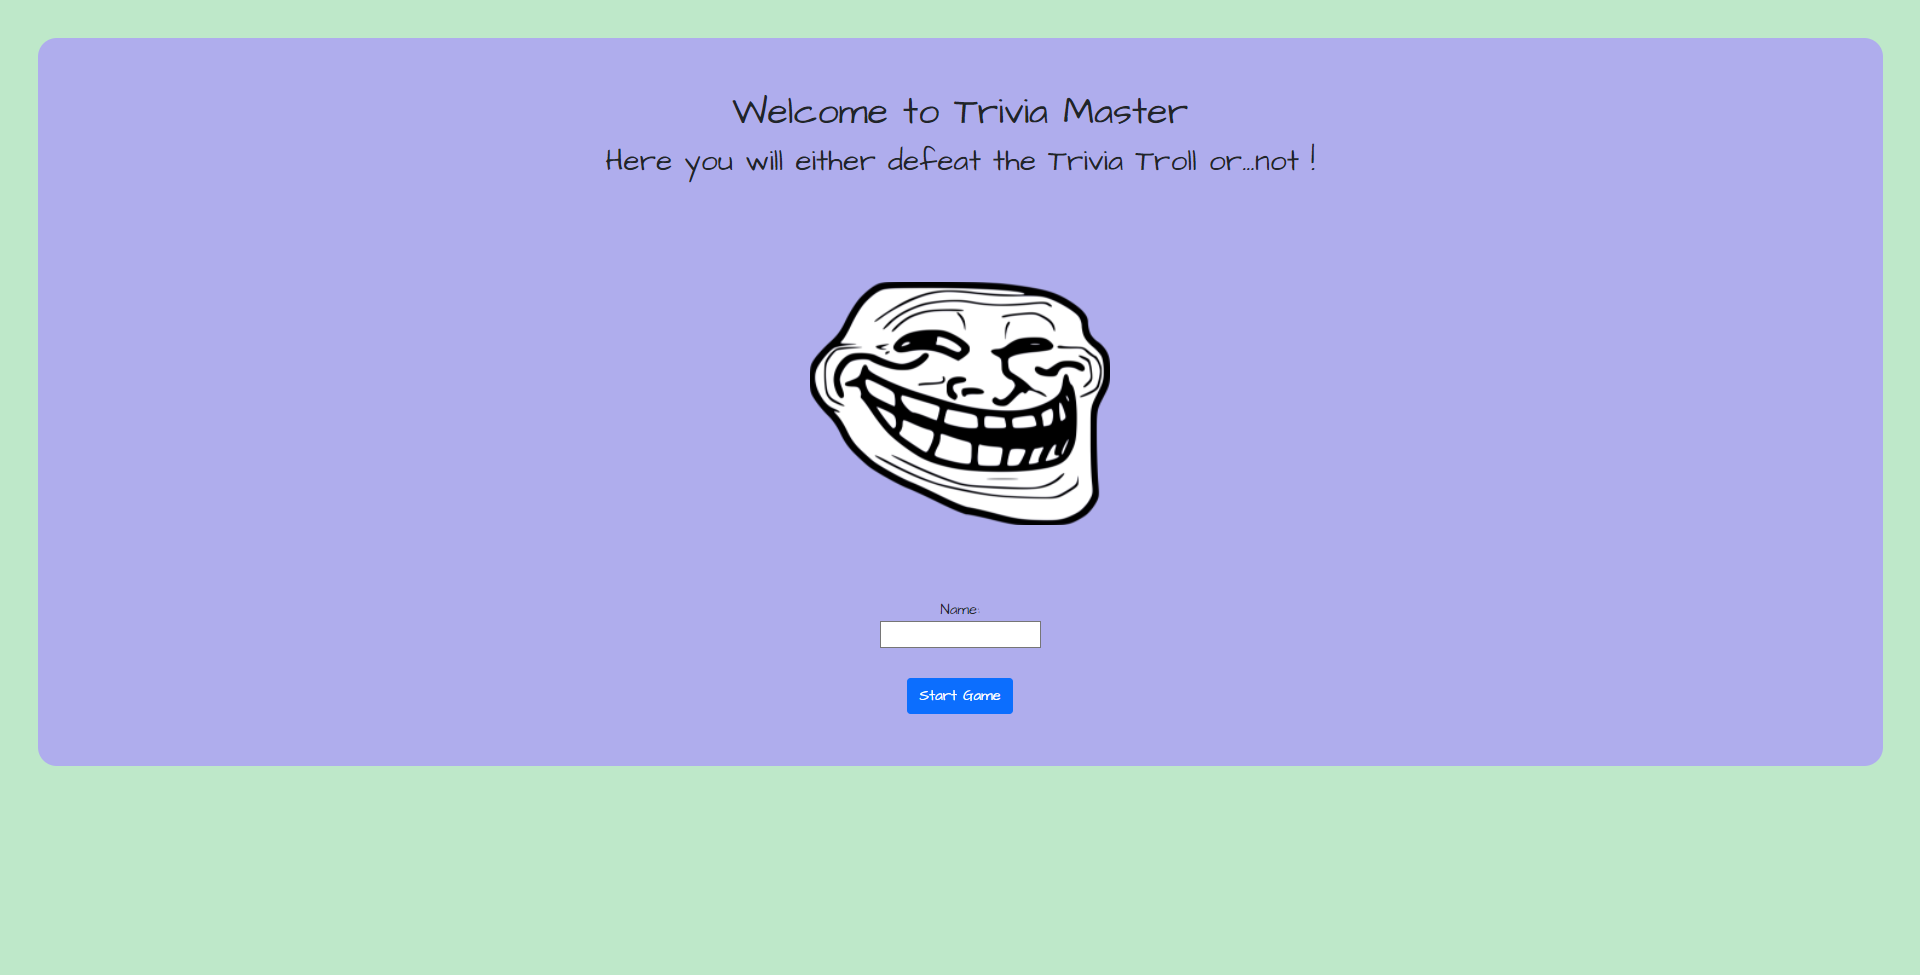 Welcome to Trivia Master
Here you will either defeat the Trivia Troll or...not !
Name:
Start Game